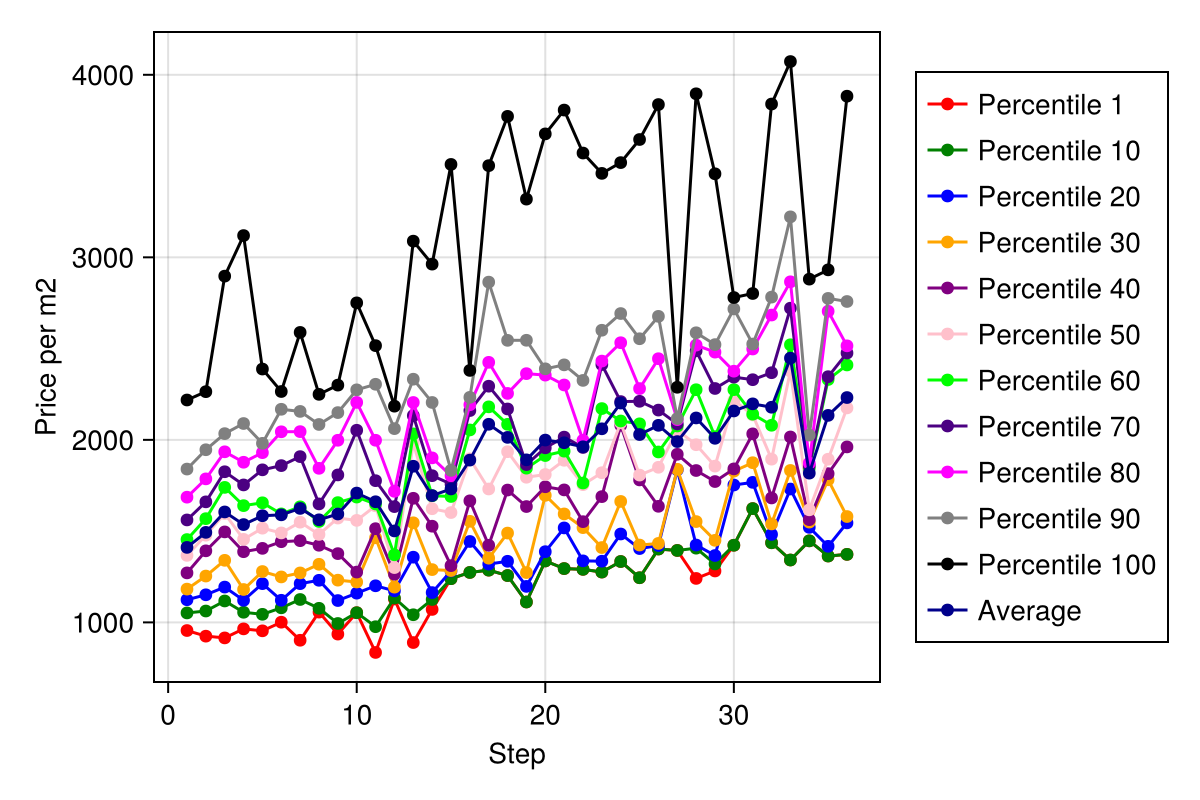 4000
3000
2000
1000
Price per m2
0 10 20 30
Step
Percentile 1
Percentile 10
Percentile 20
Percentile 30
Percentile 40
Percentile 50
Percentile 60
Percentile 70
Percentile 80
Percentile 90
Percentile 100
Average